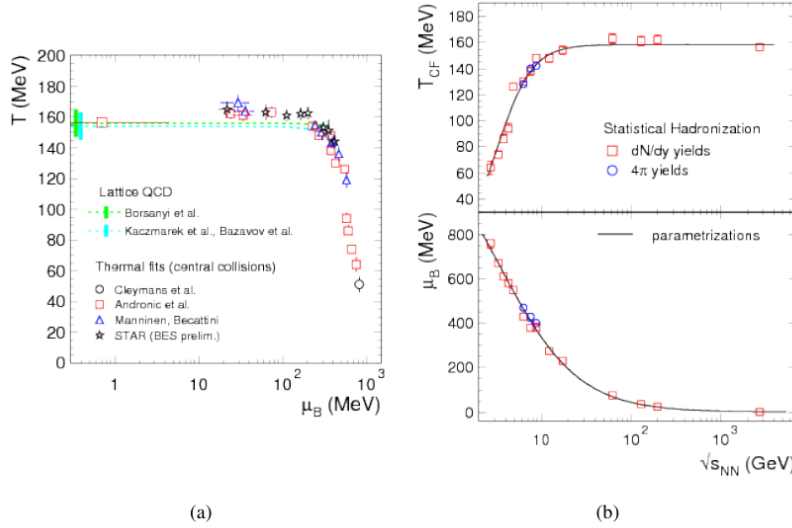 T (MeV)
200
180
160
140
120
100
80
60
40
20
0
Lattice QCD
Borsanyi et al.
Kaczmarek et al., Bazavov et al.
Thermal fits (central collisions)
Cleymans et al.
Andronic et al.
Manninen, Becattini
STAR (BES prelim.)
1
10
10²
10³
μB (MeV)
(a)
TCF (MeV)
180
160
140
120
100
80
60
40
Statistical Hadronization
dN/dy yields
4π yields
μB (MeV)
800
600
400
200
0
parametrizations
10
10²
10³
√sNN (GeV)
(b)